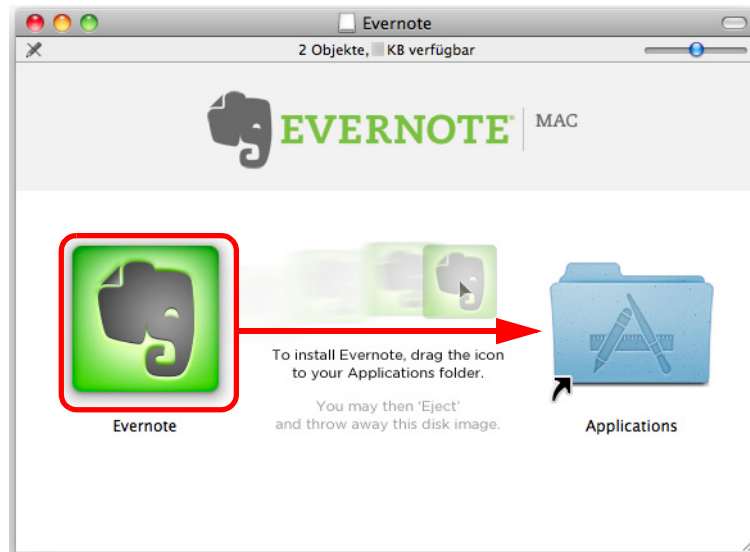 Evernote
2 Objekte, KB verfügbar
EVERNOTE® MAC
To install Evernote, drag the icon
to your Applications folder.
You may then 'Eject'
and throw away this disk image.
Evernote
Applications